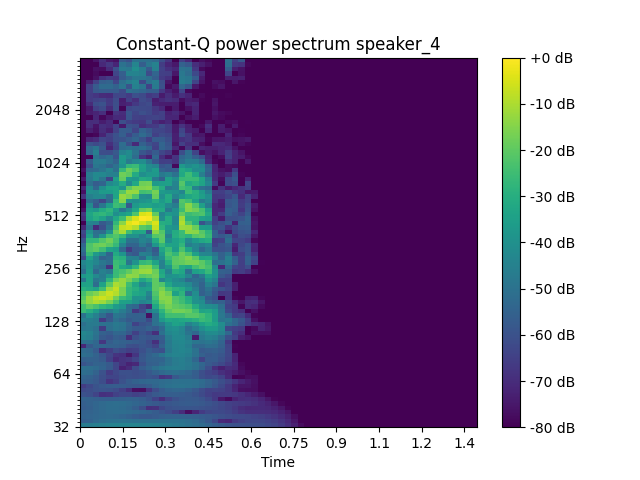 Constant-Q power spectrum speaker_4
+0 dB
-10 dB
-20 dB
-30 dB
-40 dB
-50 dB
-60 dB
-70 dB
-80 dB
Hz
2048
1024
512
256
128
64
32
0 0.15 0.3 0.45 0.6 0.75 0.9 1.1 1.2 1.4
Time